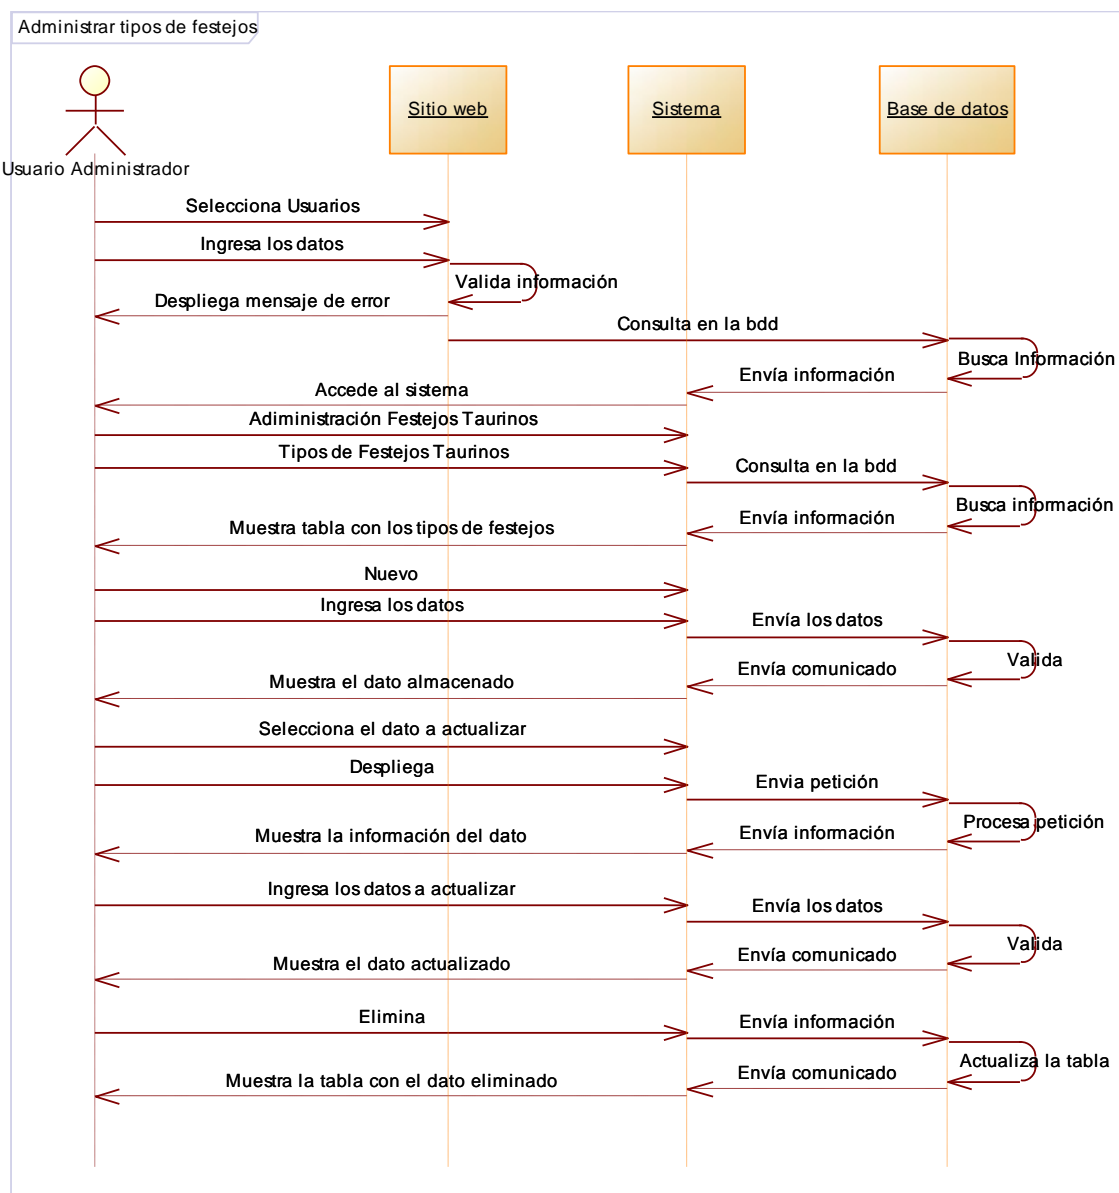 Administrar tipos de festejos
Sitio web
Sistema
Base de datos
Usuario Administrador
Selecciona Usuarios
Ingresa los datos
Valida información
Despliega mensaje de error
Consulta en la bdd
Busca Información
Envía información
Accede al sistema
Adiministración Festejos Taurinos
Tipos de Festejos Taurinos
Consulta en la bdd
Busca información
Envía información
Muestra tabla con los tipos de festejos
Nuevo
Ingresa los datos
Envía los datos
Valida
Envía comunicado
Muestra el dato almacenado
Selecciona el dato a actualizar
Despliega
Envia petición
Procesa petición
Envía información
Muestra la información del dato
Ingresa los datos a actualizar
Envía los datos
Valida
Envía comunicado
Muestra el dato actualizado
Elimina
Envía información
Actualiza la tabla
Envía comunicado
Muestra la tabla con el dato eliminado